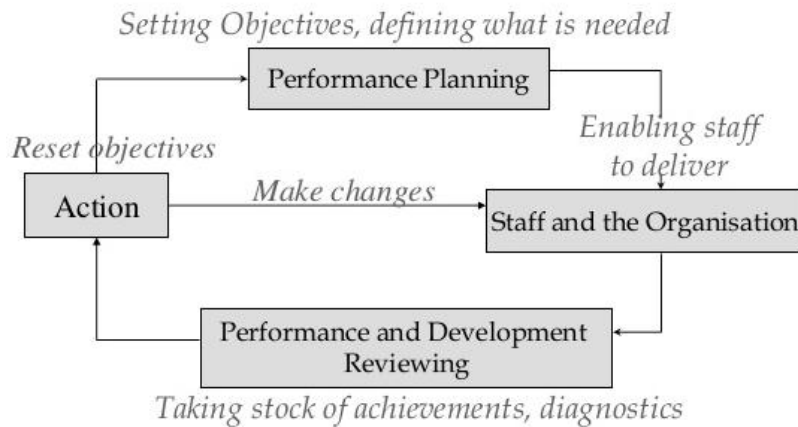 Setting Objectives, defining what is needed
Performance Planning
Enabling staff
to deliver
Reset objectives
Action
Make changes
Staff and the Organisation
Performance and Development
Reviewing
Taking stock of achievements, diagnostics